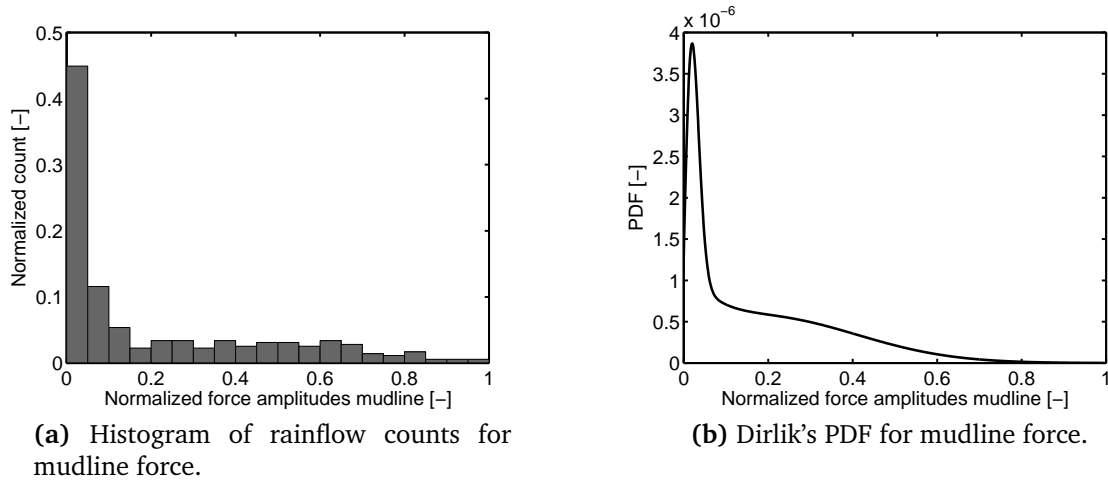 0.5
0.4
0.3
0.2
0.1
0
Normalized count [−]
0 0.2 0.4 0.6 0.8 1
Normalized force amplitudes mudline [−]
(a) Histogram of rainflow counts for
mudline force.
x 10⁻⁶
4
3.5
3
2.5
2
1.5
1
0.5
0
PDF [−]
0 0.2 0.4 0.6 0.8 1
Normalized force amplitudes mudline [−]
(b) Dirlik's PDF for mudline force.